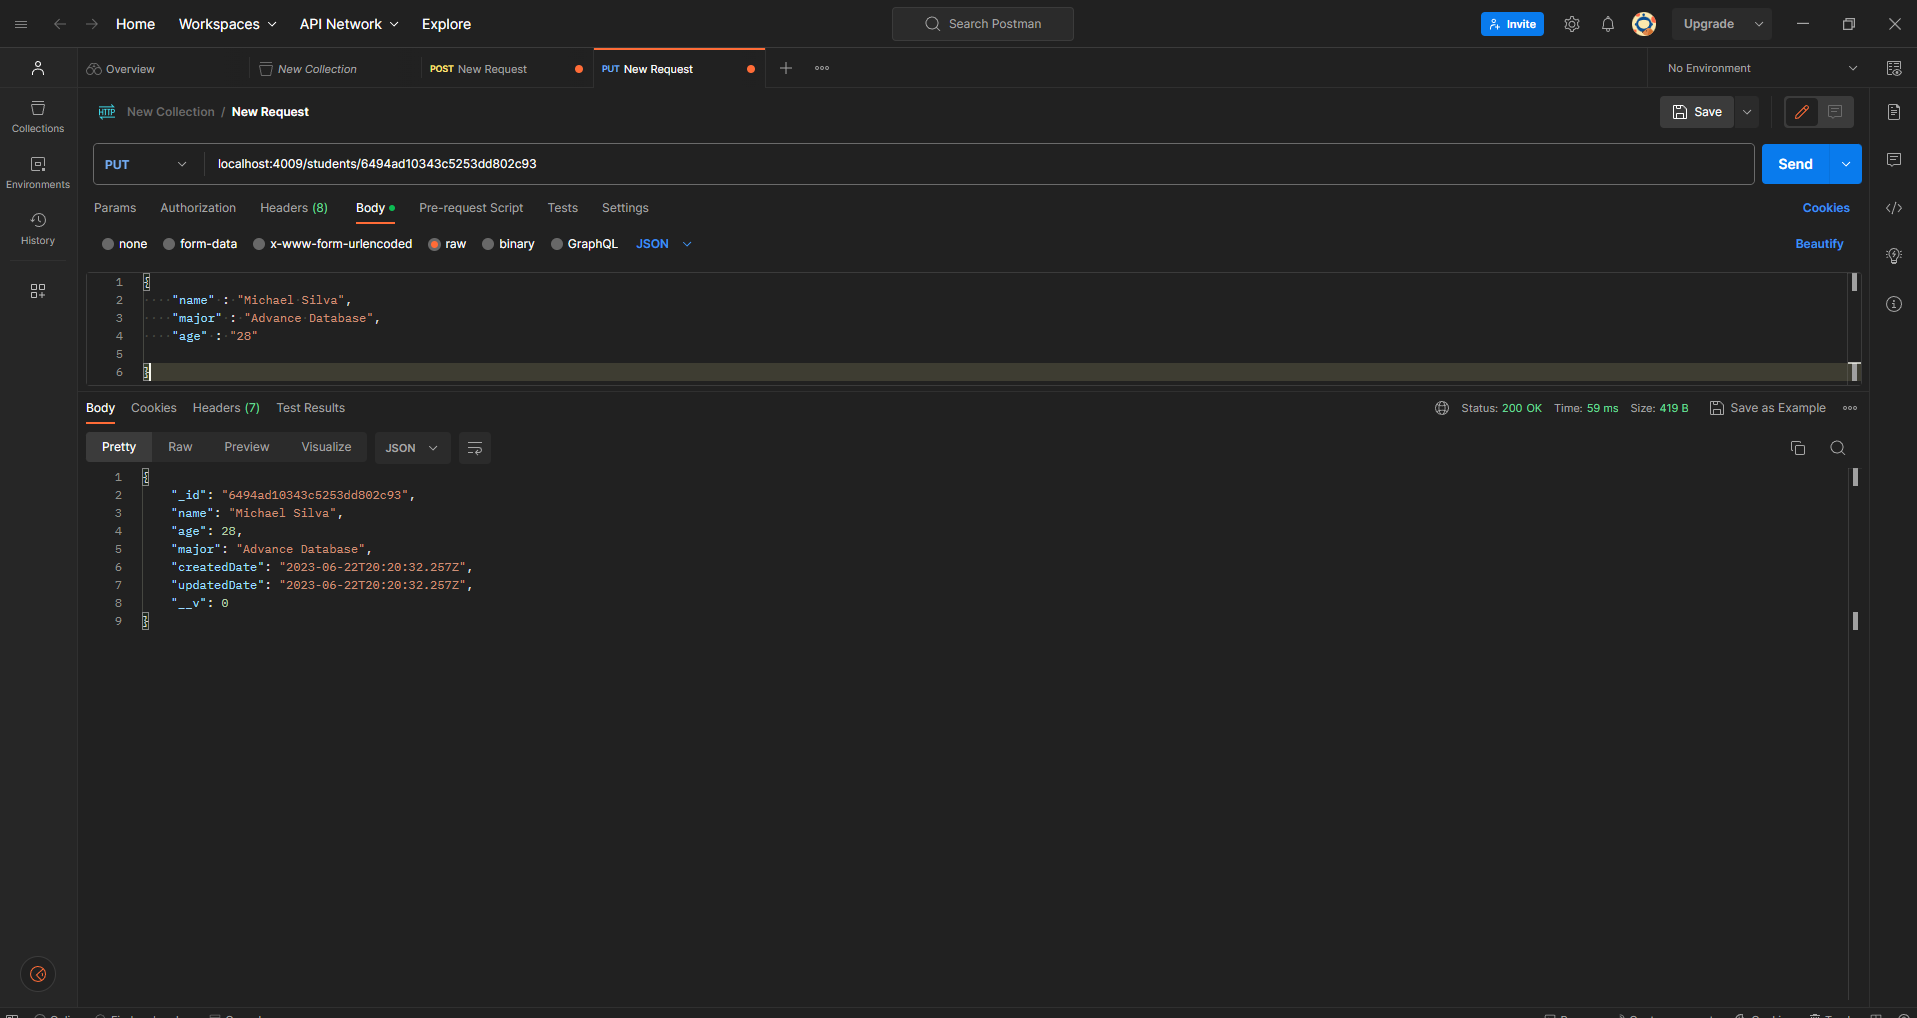 Home Workspaces API Network Explore Search Postman Invite Upgrade
Overview New Collection POST New Request PUT New Request No Environment
New Collection / New Request Save
Collections
Environments
History
PUT localhost:4009/students/6494ad10343c5253dd802c93 Send
Params Authorization Headers (8) Body Pre-request Script Tests Settings Cookies
none form-data x-www-form-urlencoded raw binary GraphQL JSON Beautify
1 {
2 "name" : "Michael Silva",
3 "major" : "Advance Database",
4 "age" : "28"
5
6 }
Body Cookies Headers (7) Test Results Status: 200 OK Time: 59 ms Size: 419 B Save as Example
Pretty Raw Preview Visualize JSON
1 {
2 "_id": "6494ad10343c5253dd802c93",
3 "name": "Michael Silva",
4 "age": 28,
5 "major": "Advance Database",
6 "createdDate": "2023-06-22T20:20:32.257Z",
7 "updatedDate": "2023-06-22T20:20:32.257Z",
8 "__v": 0
9 }